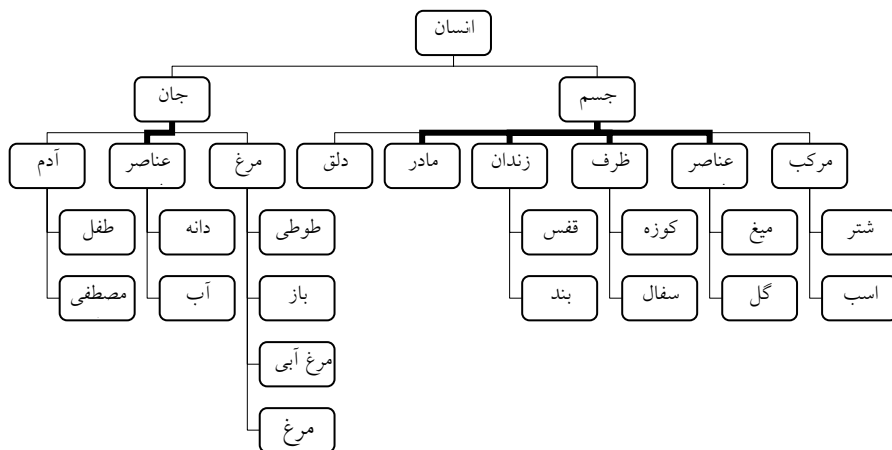 انسان
جسم
جان
مرکب
عناصر
ظرف
زندان
مادر
دلق
مرغ
عناصر
آدم
شتر
میغ
کوزه
قفس
طوطی
دانه
طفل
اسب
گل
سفال
بند
باز
آب
مصطفی
مرغ آبی
مرغ